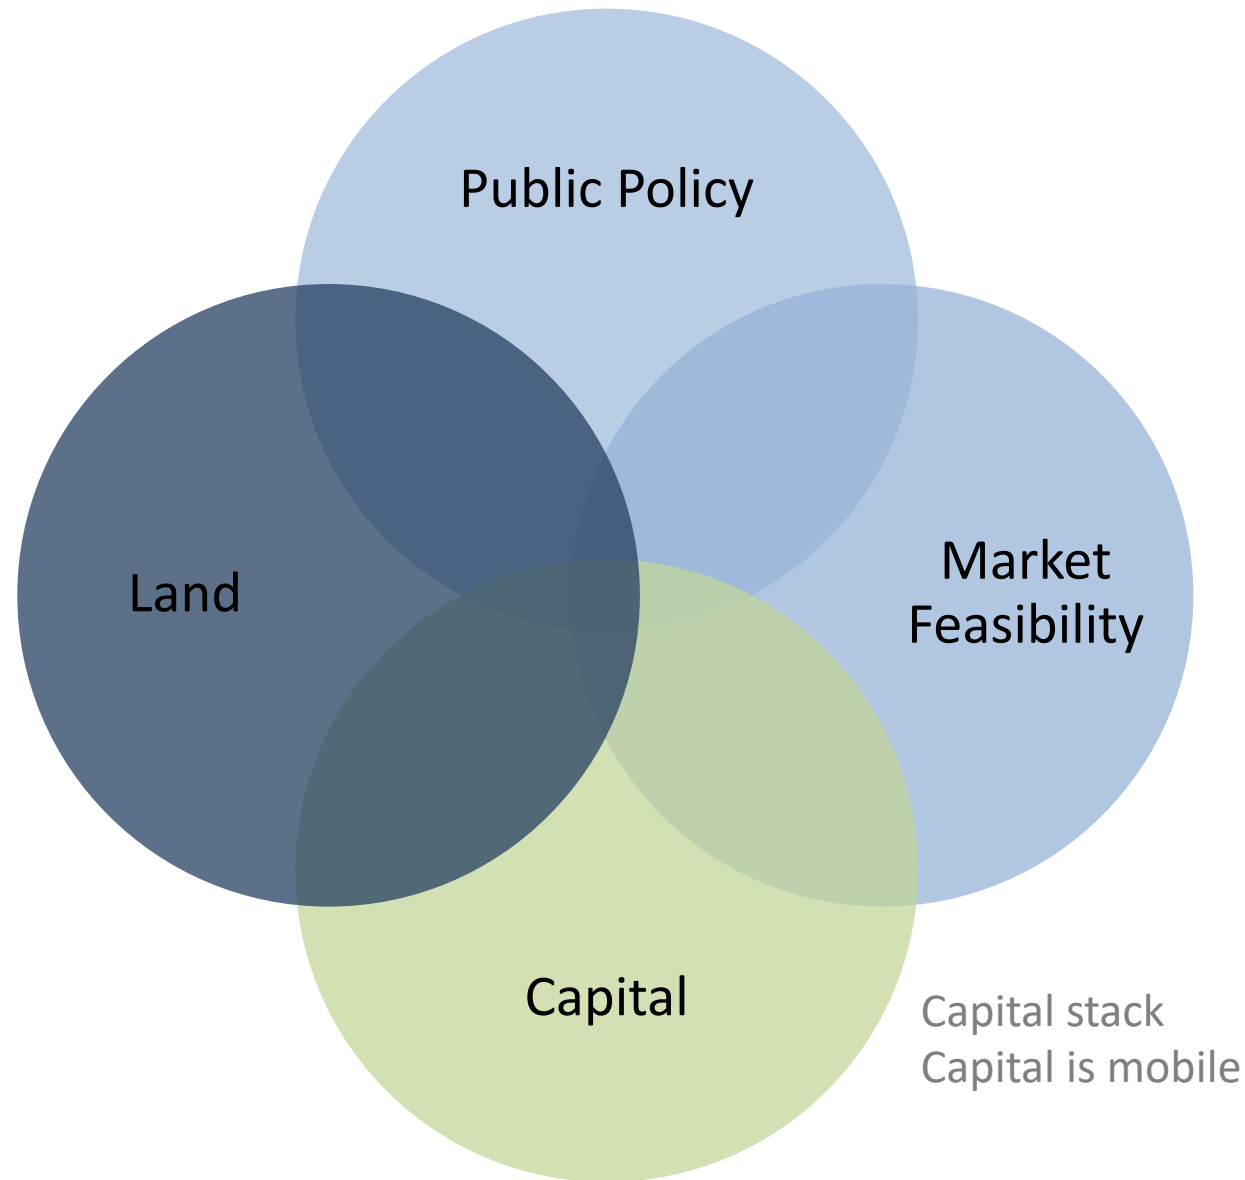 Public Policy
Land
Market
Feasibility
Capital
Capital stack
Capital is mobile